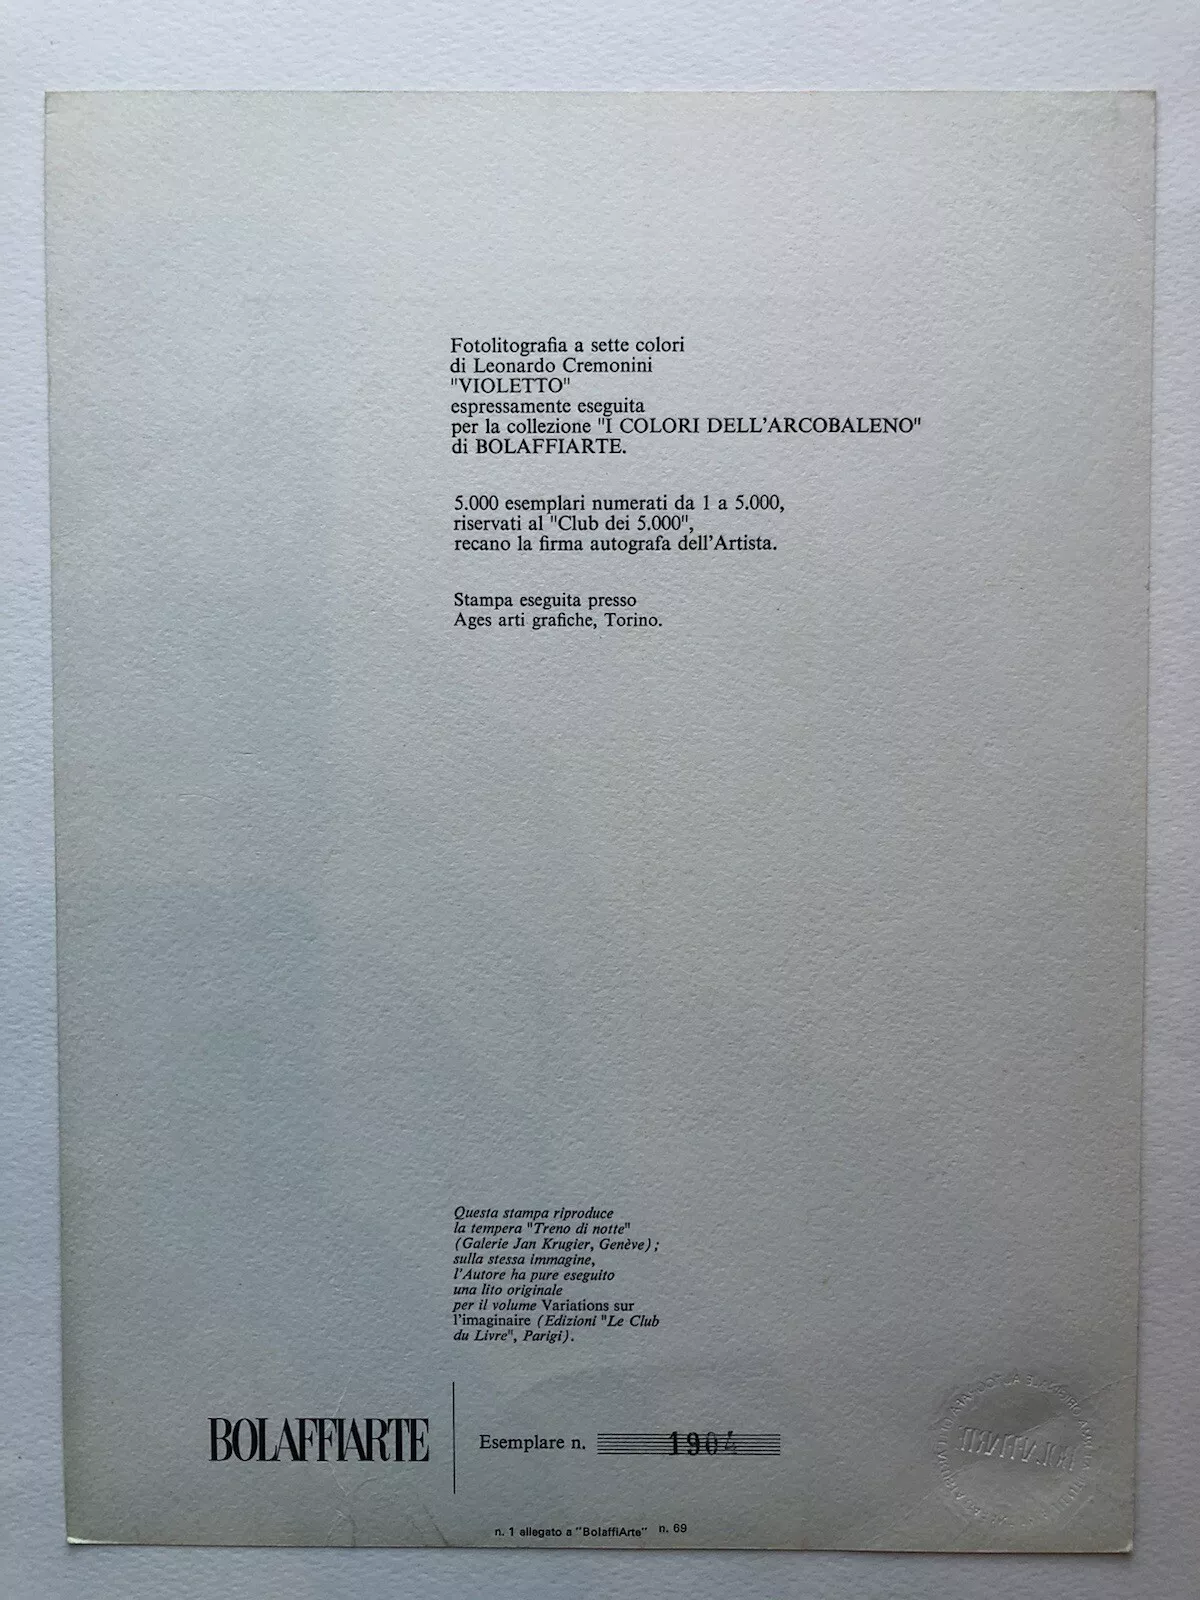 Fotolitografia a sette colori
di Leonardo Cremonini
"VIOLETTO"
espressamente eseguita
per la collezione "I COLORI DELL'ARCOBALENO"
di BOLAFFIARTE.
5.000 esemplari numerati da 1 a 5.000,
riservati al "Club dei 5.000",
recano la firma autografa dell'Artista.
Stampa eseguita presso
Ages arti grafiche, Torino.
Questa stampa riproduce
la tempera "Treno di notte"
(Galerie Jan Krugier, Genève) ;
sulla stessa immagine,
l'Autore ha pure eseguito
una lito originale
per il volume Variations sur
l'imaginaire (Edizioni "Le Club
du Livre", Parigi).
BOLAFFIARTE
Esemplare n. 1904
n. 1 allegato a "BolaffiArte" n. 69
BOLAFFIARTE